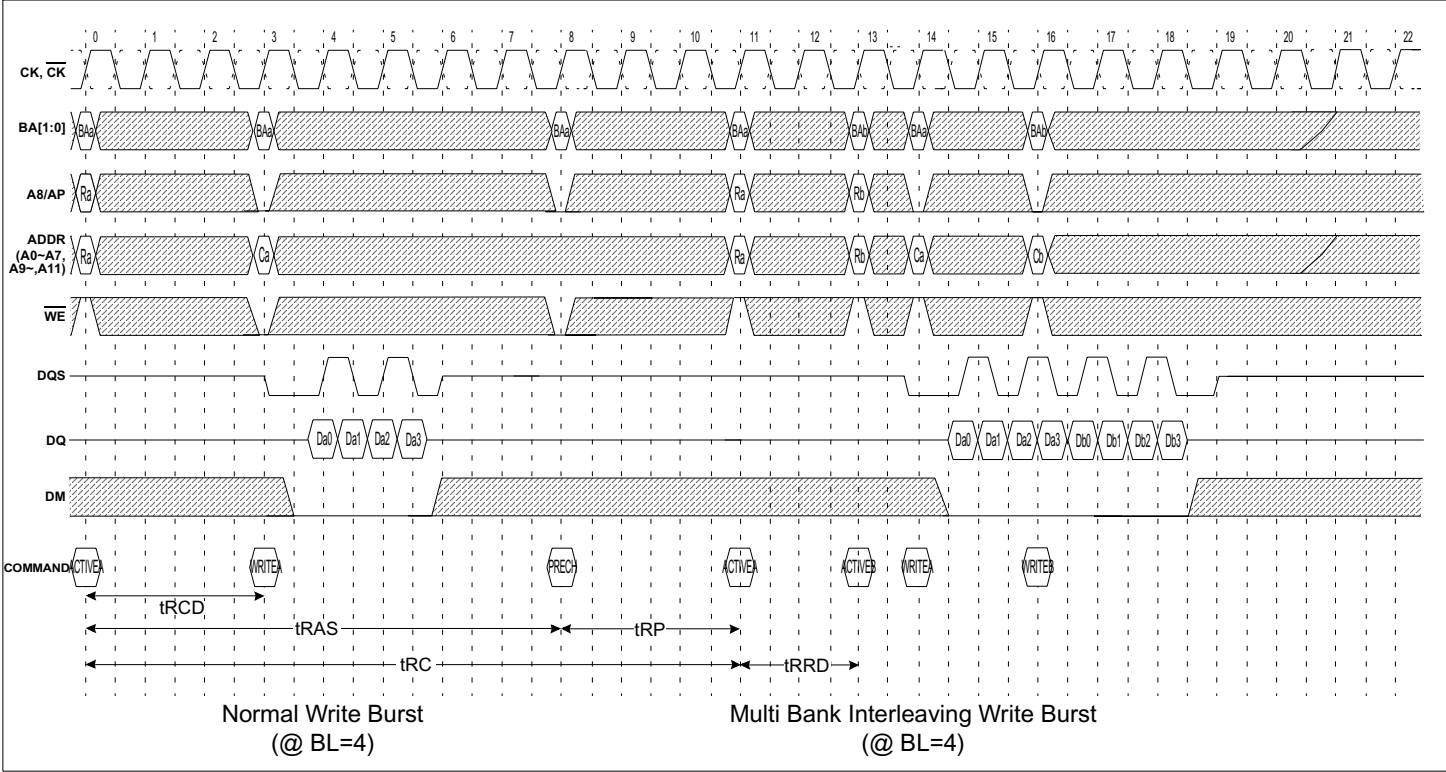 0 1 2 3 4 5 6 7 8 9 10 11 12 13 14 15 16 17 18 19 20 21 22
CK, CK
BA[1:0] BAa BAa BAa BAa BAb BAa BAb
A8/AP Ra Ra Rb
ADDR
(A0~A7,
A9~,A11)
Ra Ca Ra Rb Ca Cb
WE
DQS
DQ Da0 Da1 Da2 Da3 Da0 Da1 Da2 Da3 Db0 Db1 Db2 Db3
DM
COMMAND ACTIVEA WRITEA PRECH ACTIVEA ACTIVEB WRITEA WRITEB
tRCD
tRAS tRP
tRC tRRD
Normal Write Burst Multi Bank Interleaving Write Burst
(@ BL=4) (@ BL=4)